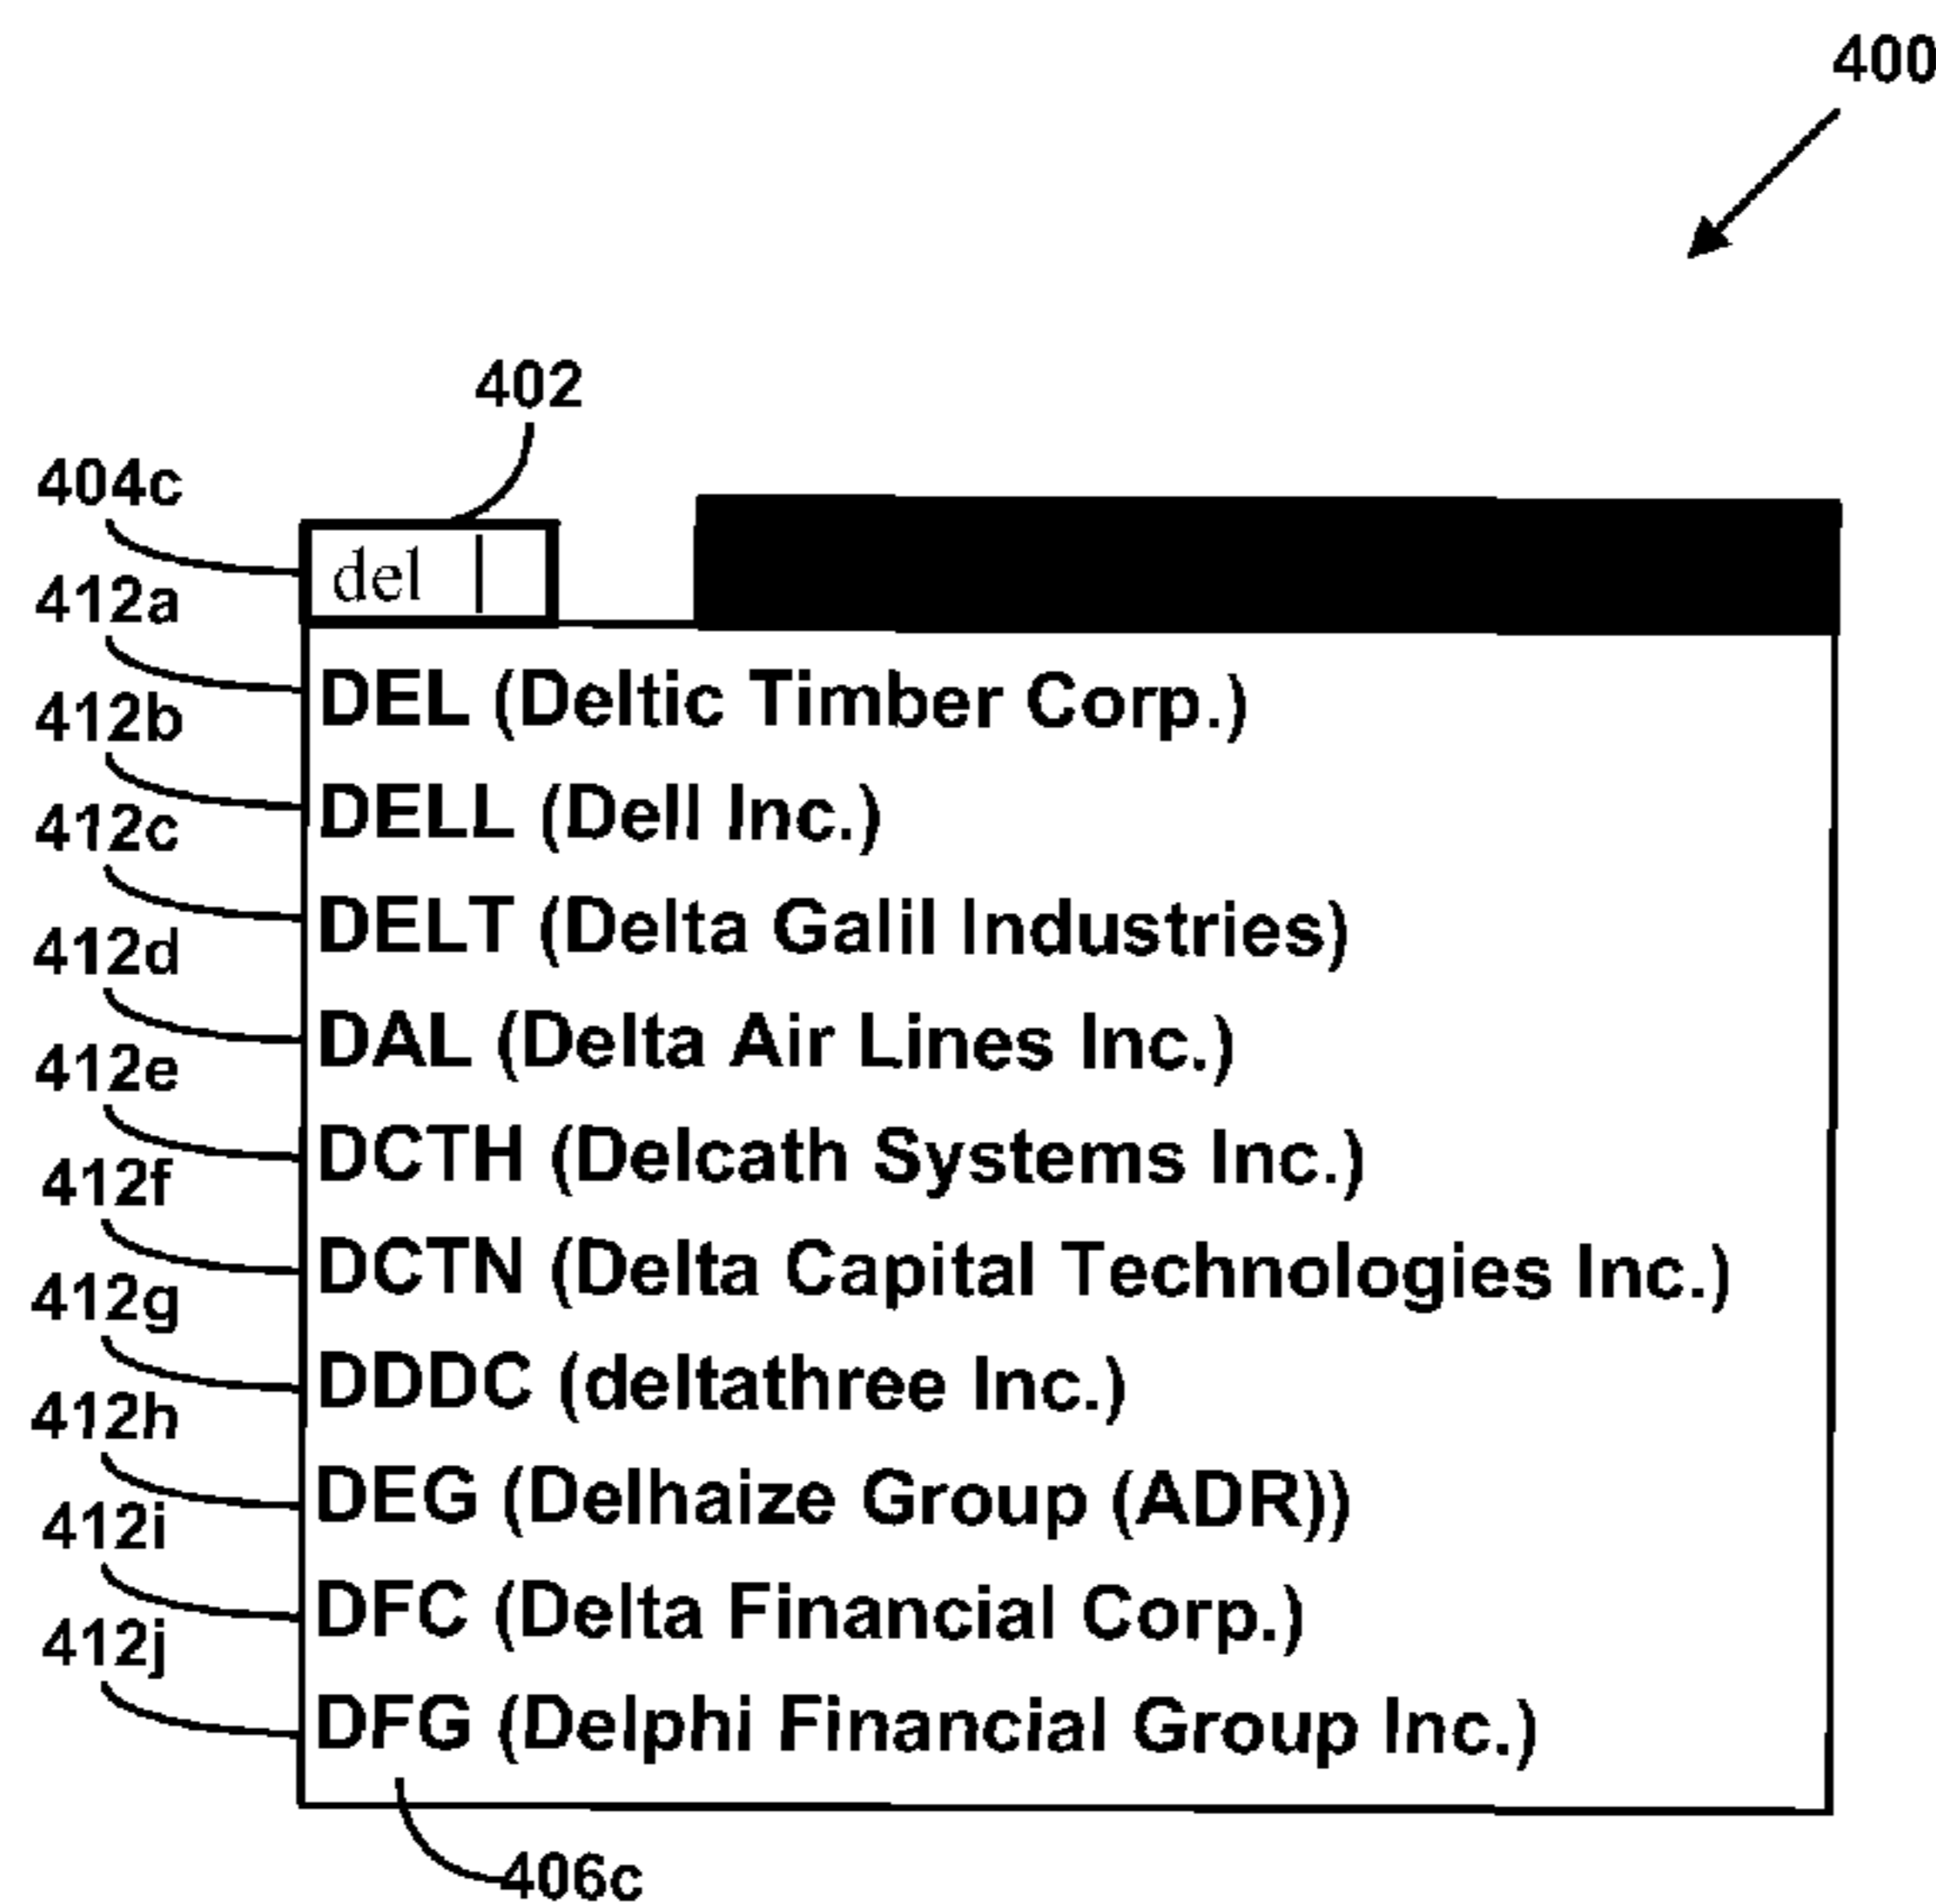 400
402
404c
del
412a
DEL (Deltic Timber Corp.)
412b
DELL (Dell Inc.)
412c
DELT (Delta Galil Industries)
412d
DAL (Delta Air Lines Inc.)
412e
DCTH (Delcath Systems Inc.)
412f
DCTN (Delta Capital Technologies Inc.)
412g
DDDC (deltathree Inc.)
412h
DEG (Delhaize Group (ADR))
412i
DFC (Delta Financial Corp.)
412j
DFG (Delphi Financial Group Inc.)
406c